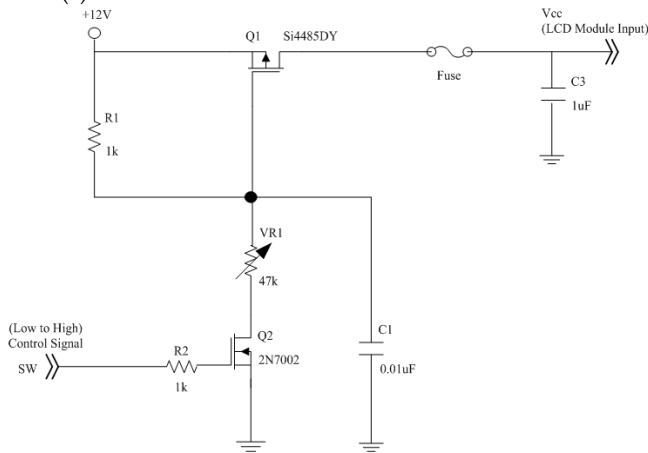 +12V
Q1
Si4485DY
Vcc
(LCD Module Input)
Fuse
C3
1uF
R1
1k
VR1
47k
(Low to High)
Control Signal
SW
R2
1k
Q2
2N7002
C1
0.01uF